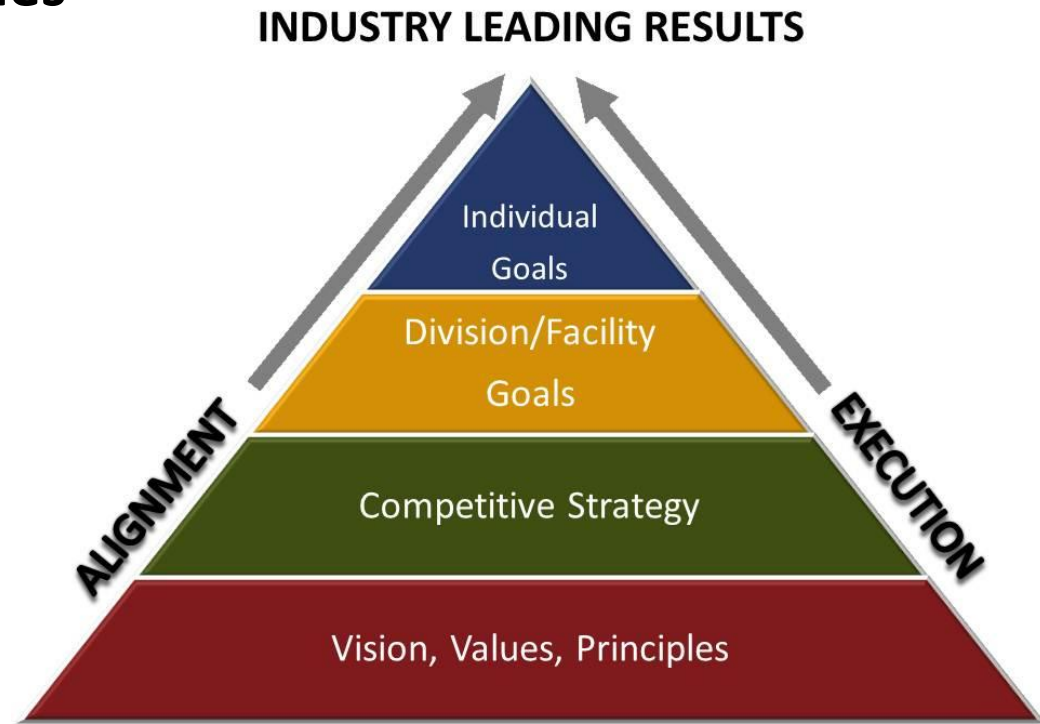 INDUSTRY LEADING RESULTS
Individual
Goals
Division/Facility
Goals
ALIGNMENT
EXECUTION
Competitive Strategy
Vision, Values, Principles